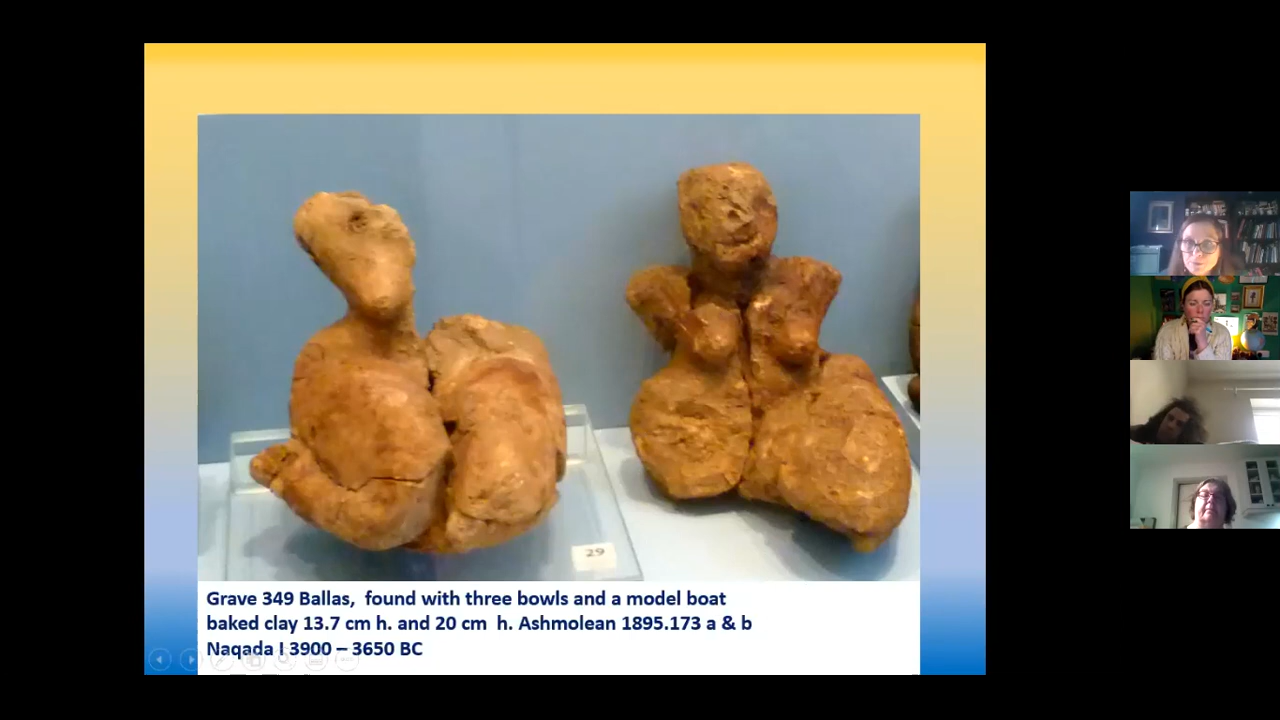 29
Grave 349 Ballas, found with three bowls and a model boat
baked clay 13.7 cm h. and 20 cm h. Ashmolean 1895.173 a & b
Naqada I 3900 – 3650 BC